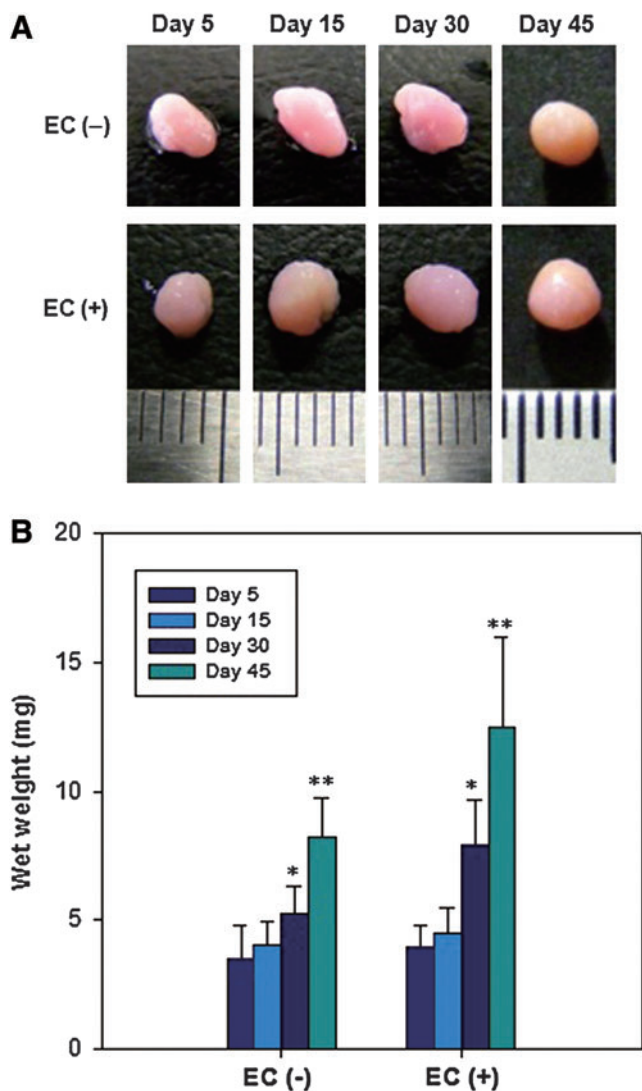 A
Day 5 Day 15 Day 30 Day 45
EC (–)
EC (+)
B
20
15
10
5
0
Wet weight (mg)
Day 5
Day 15
Day 30
Day 45
* ** * **
EC (-) EC (+)